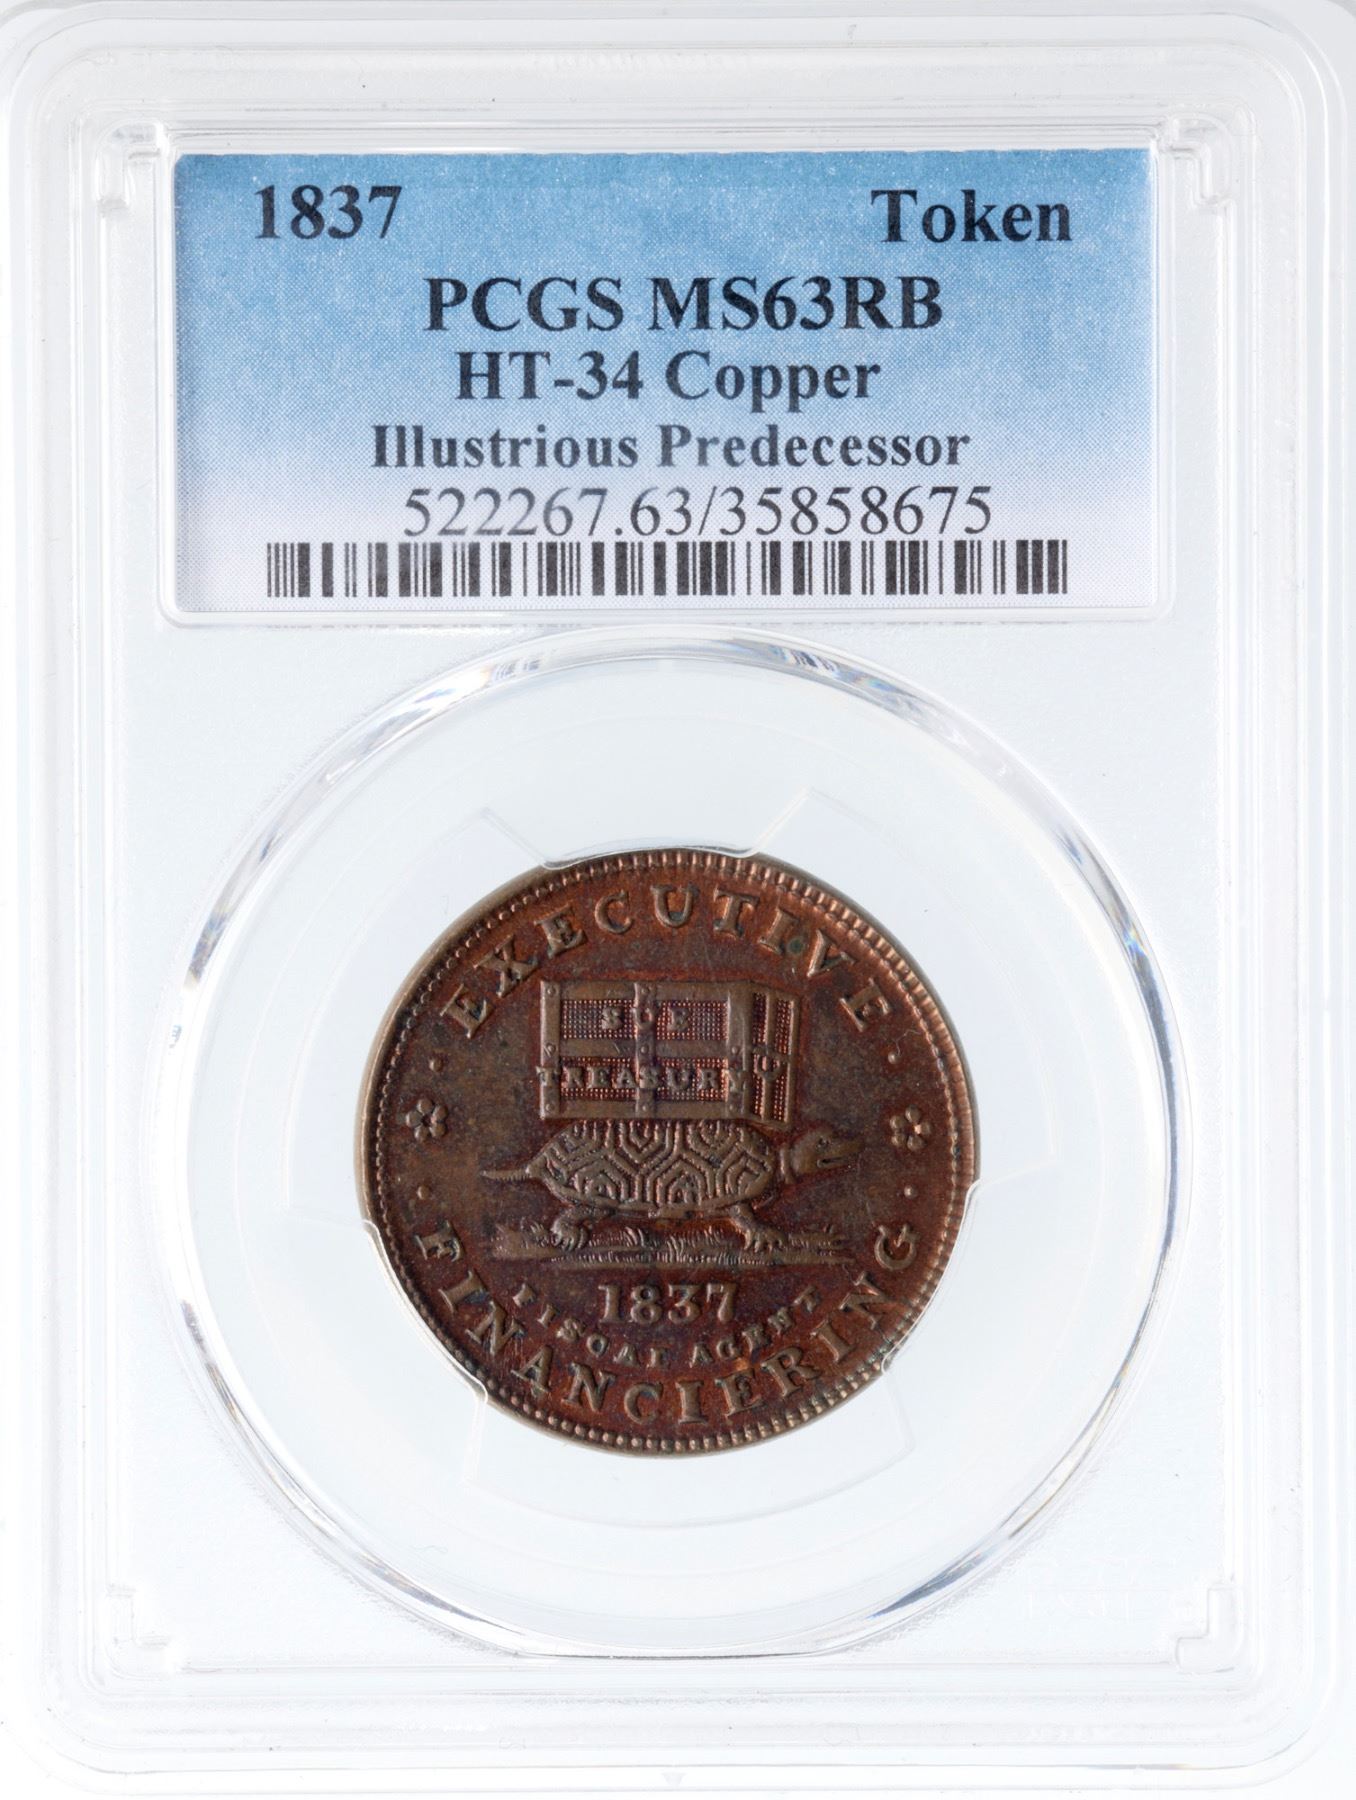 1837 Token
PCGS MS63RB
HT-34 Copper
Illustrious Predecessor
522267.63/35858675
EXECUTIVE
SUB
TREASURY
1837
FISCAL AGENT
FINANCIERING